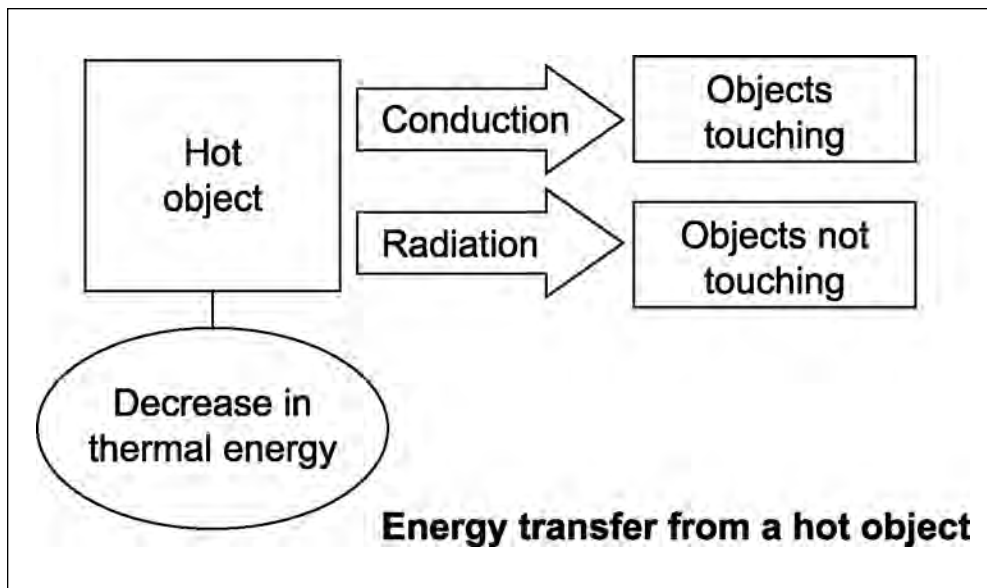 Hot
object
Conduction
Objects
touching
Radiation
Objects not
touching
Decrease in
thermal energy
Energy transfer from a hot object